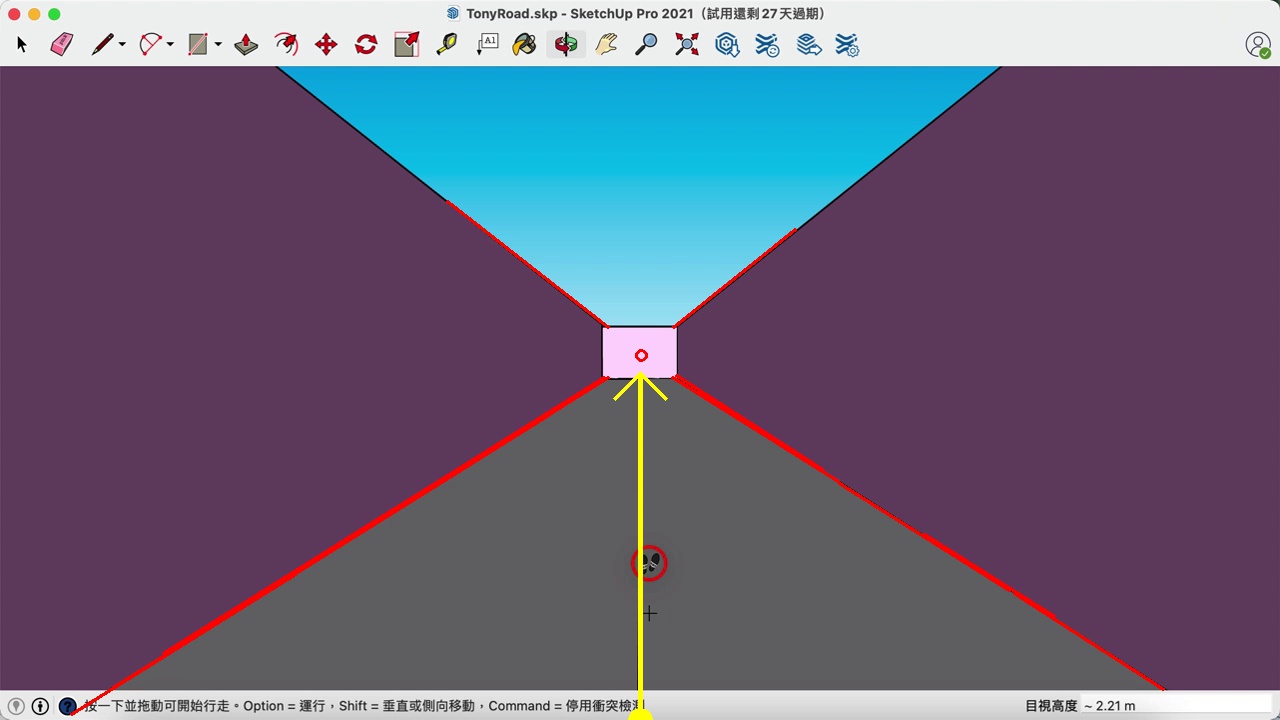 TonyRoad.skp - SketchUp Pro 2021（試用還剩 27 天過期）
A1
按一下並拖動可開始行走。Option = 運行，Shift = 垂直或側向移動，Command = 停用衝突檢測
目視高度 ~ 2.21 m